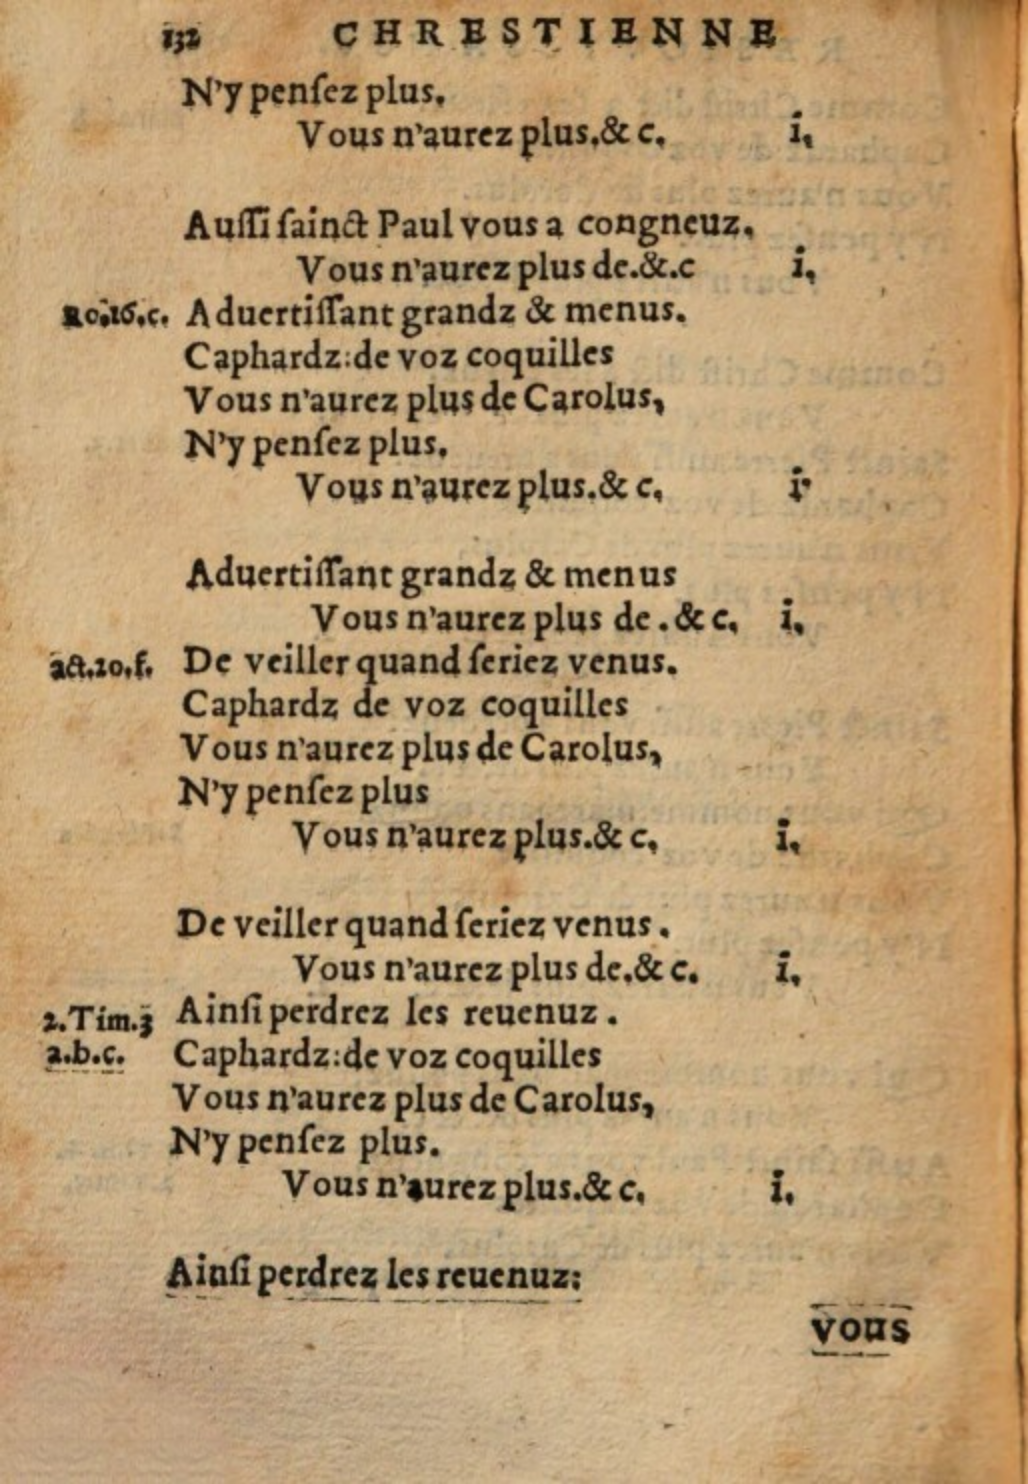 132 CHRESTIENNE
N'y penſez plus.
Vous n'aurez plus.& c. i.
Auſſi ſainct Paul vous a congneuz.
Vous n'aurez plus de.&.c i.
Ro.16.c. Aduertiſſant grandz & menus.
Caphardz:de voz coquilles
Vous n'aurez plus de Carolus,
N'y penſez plus.
Vous n'aurez plus.& c. i.
Aduertiſſant grandz & menus
Vous n'aurez plus de . & c. i.
act.20.f. De veiller quand ſeriez venus.
Caphardz de voz coquilles
Vous n'aurez plus de Carolus,
N'y penſez plus
Vous n'aurez plus.& c. i.
De veiller quand ſeriez venus .
Vous n'aurez plus de.& c. i.
2.Tim.3 Ainſi perdrez les reuenuz .
a.b.c. Caphardz:de voz coquilles
Vous n'aurez plus de Carolus,
N'y penſez plus.
Vous n'aurez plus.& c. i.
Ainſi perdrez les reuenuz:
vous